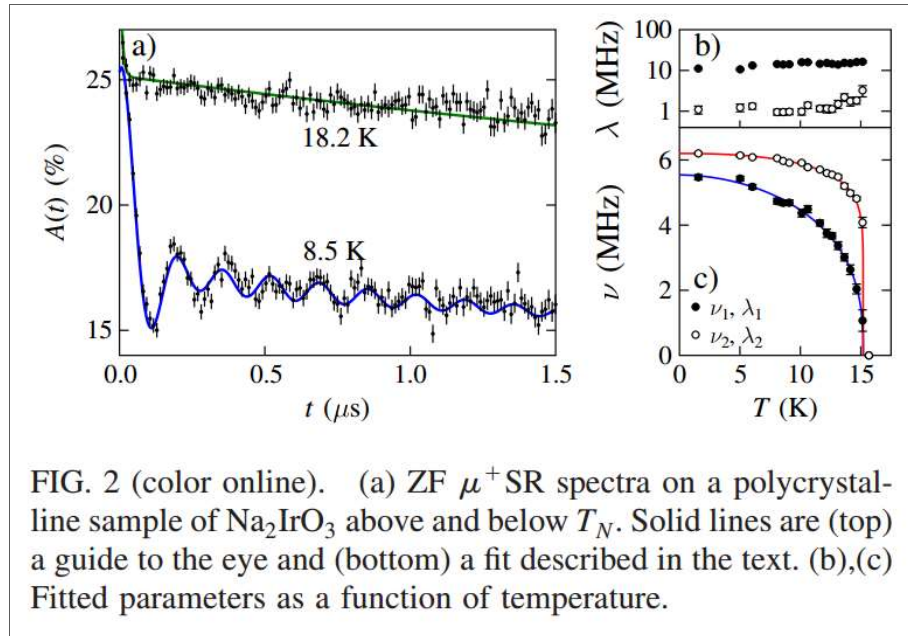 a)
b)
c)
A(t) (%)
25
20
15
18.2 K
8.5 K
0.0
0.5
1.0
1.5
t (μs)
λ (MHz)
100
10
1
ν (MHz)
6
4
2
0
ν₁, λ₁
ν₂, λ₂
0
5
10
15
T (K)
FIG. 2 (color online). (a) ZF μ⁺SR spectra on a polycrystal-
line sample of Na₂IrO₃ above and below T_N. Solid lines are (top)
a guide to the eye and (bottom) a fit described in the text. (b),(c)
Fitted parameters as a function of temperature.